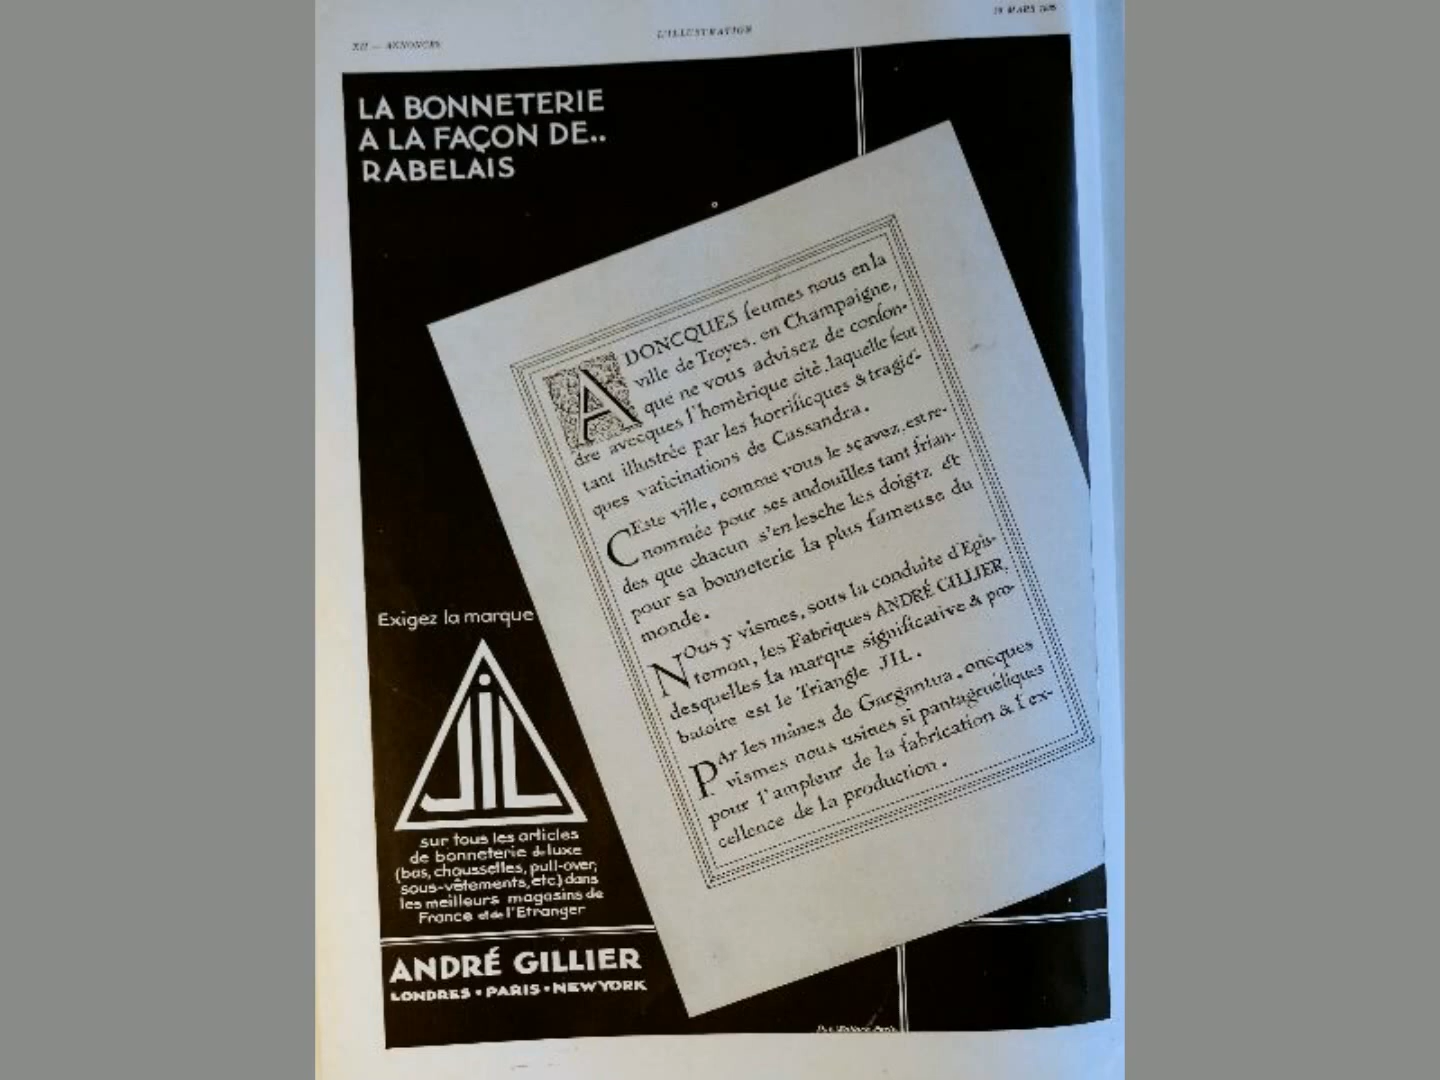 XII — ANNONCES
L'ILLUSTRATION
LA BONNETERIE
A LA FAÇON DE..
RABELAIS
ADONCQUES feumes nous en la
ville de Troyes, en Champaigne,
que ne vous advisez de confon-
dre avecques l'homérique cité, laquelle feut
tant illustrée par les horrificques & tragic-
ques vaticinations de Cassandra.
CEste ville, comme vous le sçavez, est re-
nommée pour ses andouilles tant frian-
des que chacun s'en lesche les doigtz et
pour sa bonneterie la plus fameuse du
monde.
NOus y vismes, sous la conduite d'Epis-
temon, les Fabriques ANDRÉ GILLIER,
desquelles la marque significative & pro-
batoire est le Triangle JIL.
PAr les mânes de Gargantua, oncques
vismes nous usines si pantagruéliques
pour l'ampleur de la fabrication & l'ex-
cellence de la production.
Exigez la marque
JiL
sur tous les articles
de bonneterie de luxe
(bas, chaussettes, pull-over,
sous-vêtements, etc.) dans
les meilleurs magasins de
France et de l'Etranger
ANDRÉ GILLIER
LONDRES • PARIS • NEW YORK